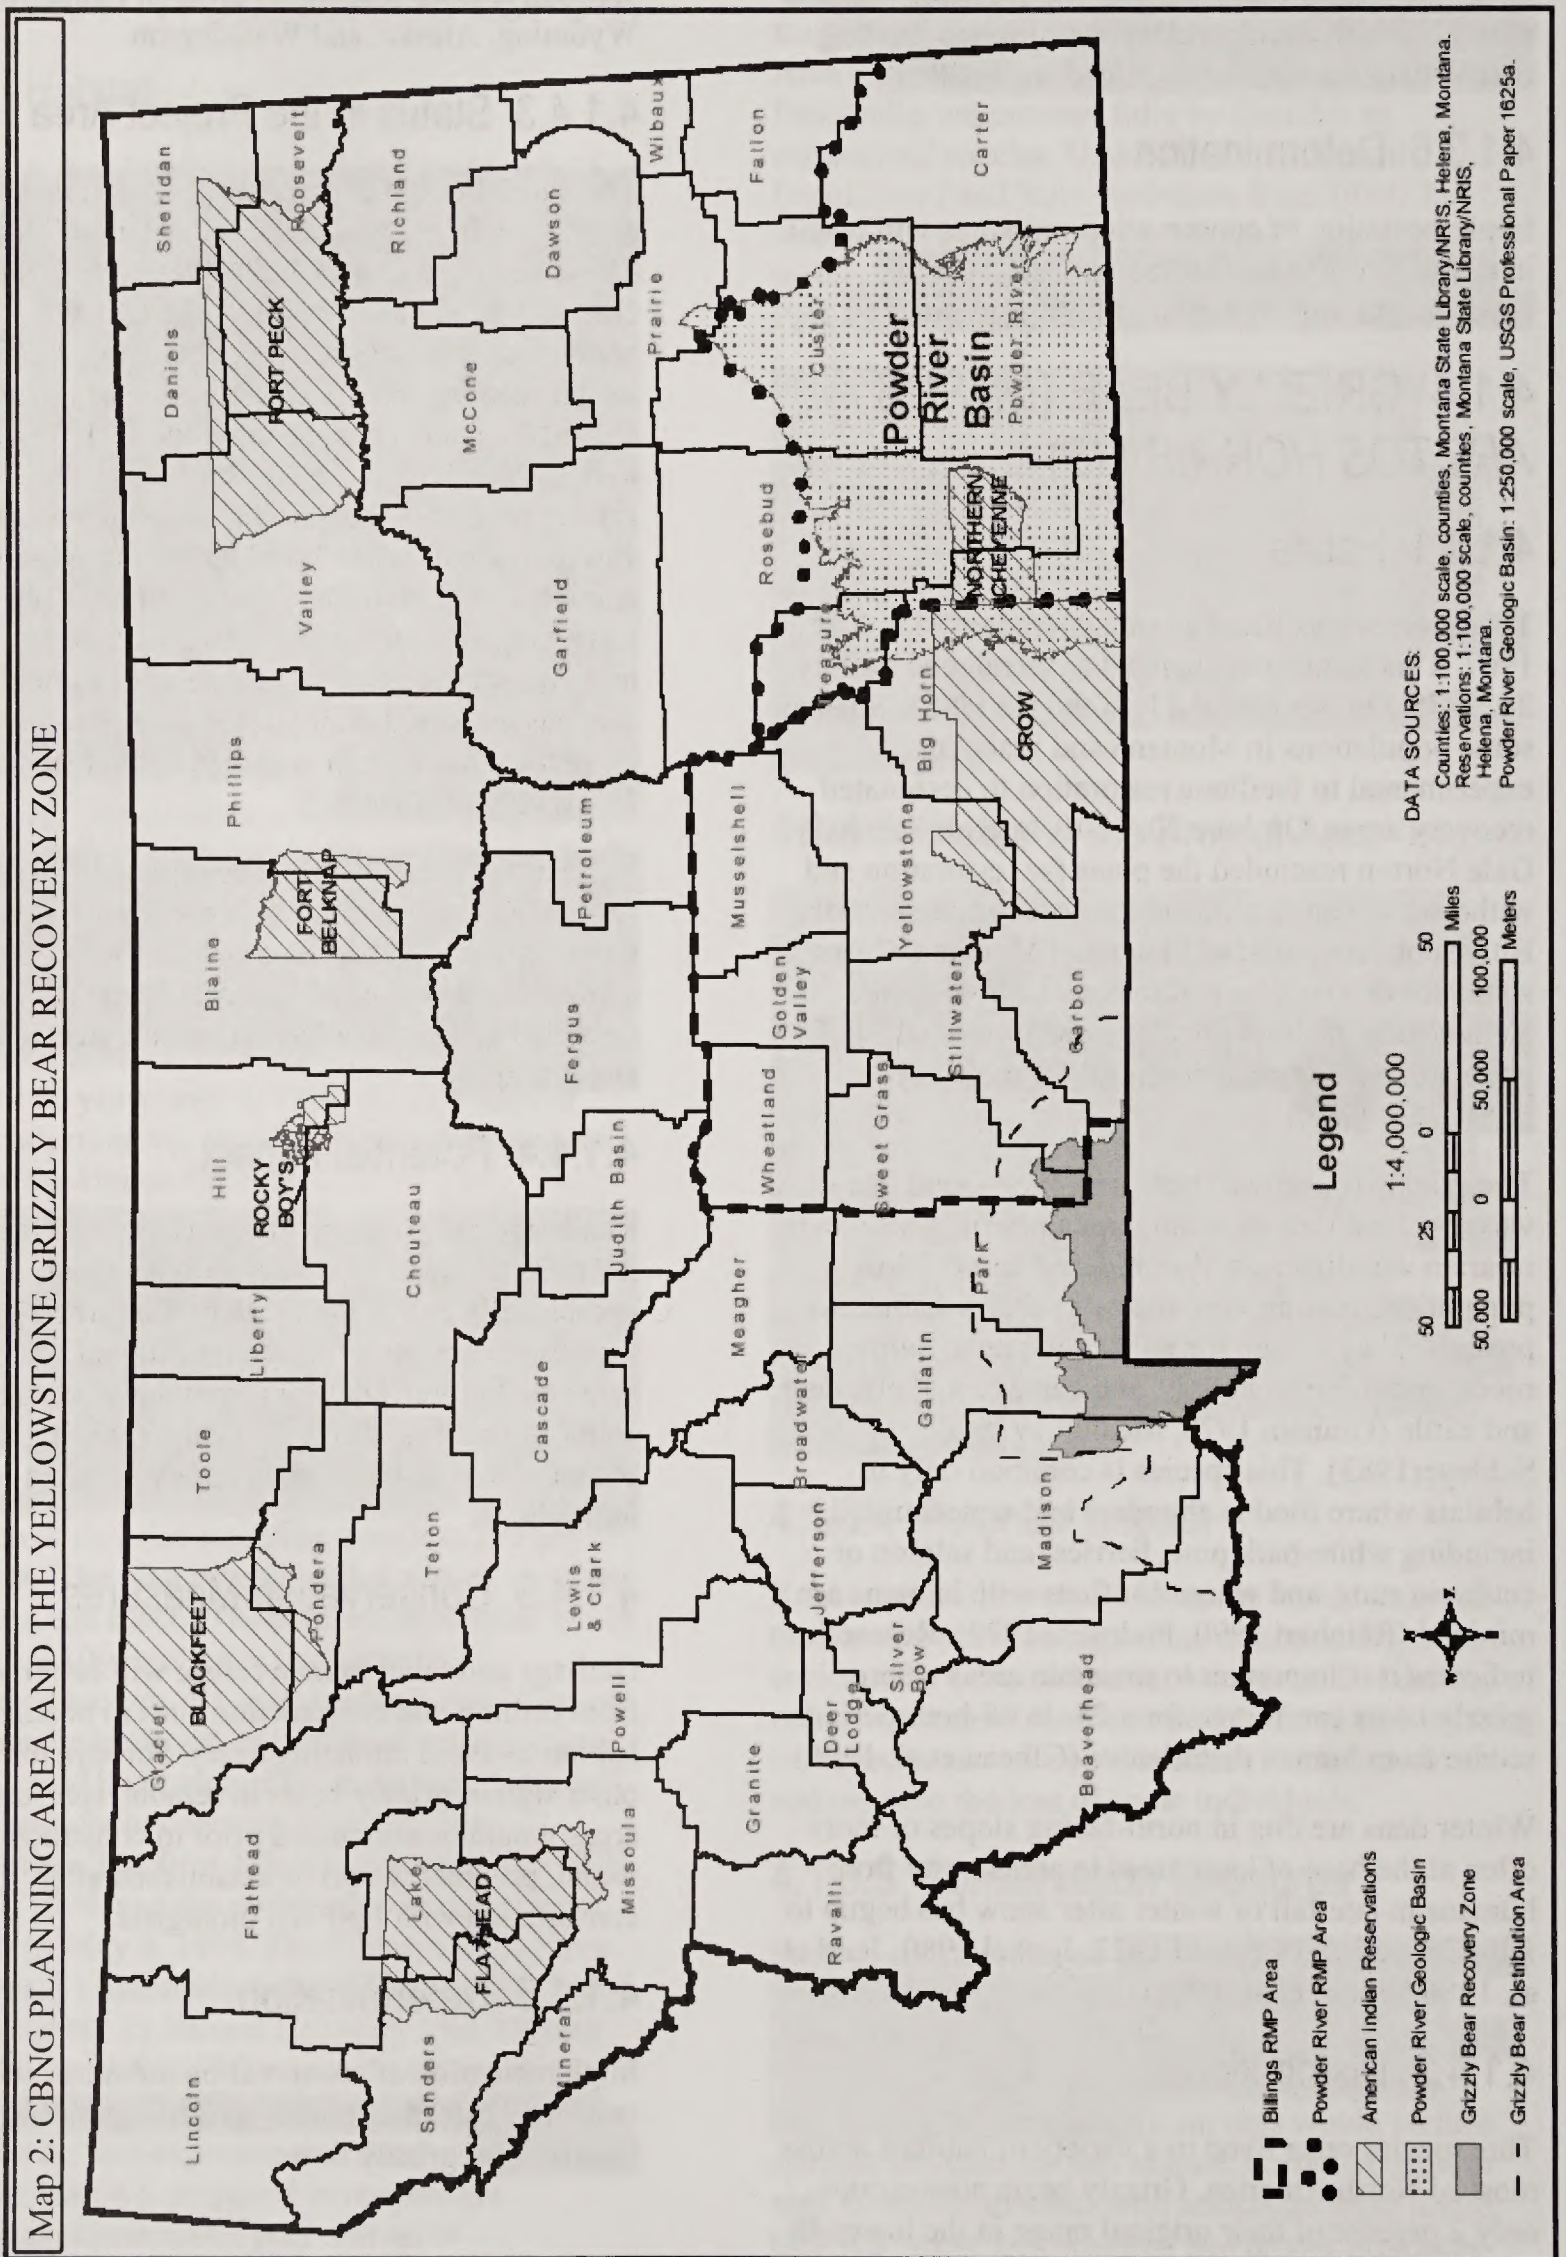 Map 2: CBNG PLANNING AREA AND THE YELLOWSTONE GRIZZLY BEAR RECOVERY ZONE
Lincoln
Flathead
Glacier
BLACKFEET
Toole
Liberty
Hill
ROCKY
BOY'S
Blaine
FORT
BELKNAP
Phillips
Valley
Daniels
Sheridan
FORT PECK
Roosevelt
Sanders
Lake
FLATHEAD
Pondera
Teton
Chouteau
Richland
McCone
Mineral
Missoula
Powell
Lewis
& Clark
Cascade
Judith Basin
Fergus
Petroleum
Garfield
Dawson
Prairie
Wibaux
Granite
Ravalli
Deer
Lodge
Silver
Bow
Jefferson
Broadwater
Meagher
Wheatland
Golden
Valley
Musselshell
Rosebud
Treasure
Custer
Fallon
Carter
Beaverhead
Madison
Gallatin
Park
Sweet Grass
Stillwater
Carbon
Yellowstone
Big Horn
CROW
NORTHERN
CHEYENNE
Powder
River
Basin
Powder River
Legend
Billings RMP Area
Powder River RMP Area
American Indian Reservations
Powder River Geologic Basin
Grizzly Bear Recovery Zone
Grizzly Bear Distribution Area
N
W
E
S
1:4,000,000
50 25 0 50
Miles
50,000 0 50,000 100,000
Meters
DATA SOURCES:
Counties: 1:100,000 scale, counties, Montana State Library/NRIS, Helena, Montana.
Reservations: 1:100,000 scale, counties, Montana State Library/NRIS,
Helena, Montana.
Powder River Geologic Basin: 1:250,000 scale, USGS Professional Paper 1625a.